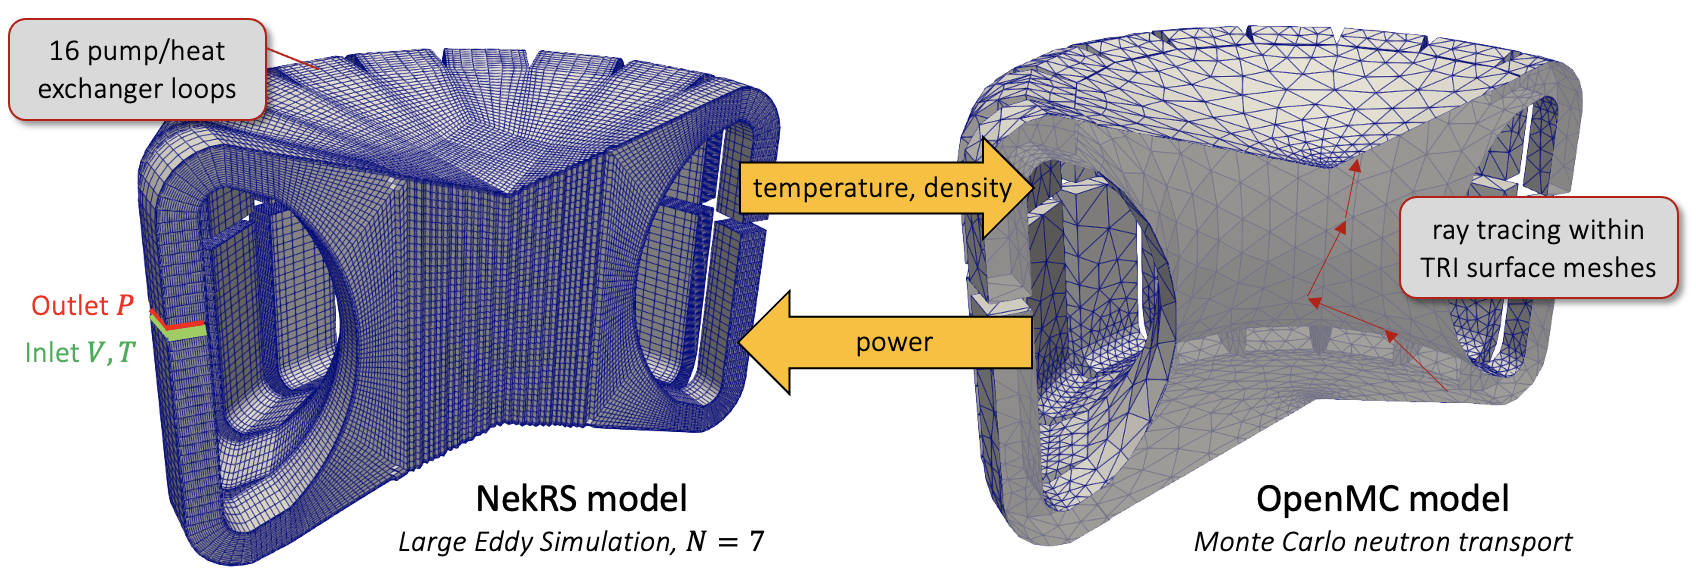 16 pump/heat
exchanger loops
temperature, density
ray tracing within
TRI surface meshes
Outlet P
Inlet V, T
power
NekRS model
Large Eddy Simulation, N = 7
OpenMC model
Monte Carlo neutron transport